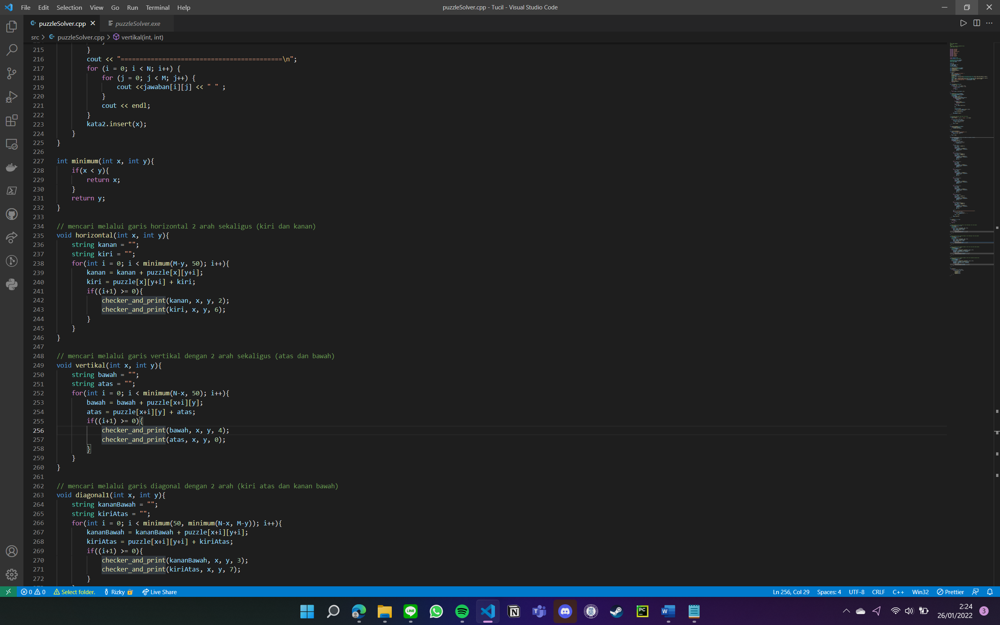 File Edit Selection View Go Run Terminal Help
puzzleSolver.cpp - Tucil - Visual Studio Code
puzzleSolver.cpp
puzzleSolver.exe
src > puzzleSolver.cpp > vertikal(int, int)
215 }
216 cout << "===========================================\n";
217 for (i = 0; i < N; i++) {
218 for (j = 0; j < M; j++) {
219 cout <<jawaban[i][j] << " " ;
220 }
221 cout << endl;
222 }
223 kata2.insert(x);
224 }
225 }
226
227 int minimum(int x, int y){
228 if(x < y){
229 return x;
230 }
231 return y;
232 }
233
234 // mencari melalui garis horizontal 2 arah sekaligus (kiri dan kanan)
235 void horizontal(int x, int y){
236 string kanan = "";
237 string kiri = "";
238 for(int i = 0; i < minimum(M-y, 50); i++){
239 kanan = kanan + puzzle[x][y+i];
240 kiri = puzzle[x][y+i] + kiri;
241 if((i+1) >= 0){
242 checker_and_print(kanan, x, y, 2);
243 checker_and_print(kiri, x, y, 6);
244 }
245 }
246 }
247
248 // mencari melalui garis vertikal dengan 2 arah sekaligus (atas dan bawah)
249 void vertikal(int x, int y){
250 string bawah = "";
251 string atas = "";
252 for(int i = 0; i < minimum(N-x, 50); i++){
253 bawah = bawah + puzzle[x+i][y];
254 atas = puzzle[x+i][y] + atas;
255 if((i+1) >= 0){
256 checker_and_print(bawah, x, y, 4);
257 checker_and_print(atas, x, y, 0);
258 }
259 }
260 }
261
262 // mencari melalui garis diagonal dengan 2 arah (kiri atas dan kanan bawah)
263 void diagonal1(int x, int y){
264 string kananBawah = "";
265 string kiriAtas = "";
266 for(int i = 0; i < minimum(50, minimum(N-x, M-y)); i++){
267 kananBawah = kananBawah + puzzle[x+i][y+i];
268 kiriAtas = puzzle[x+i][y+i] + kiriAtas;
269 if((i+1) >= 0){
270 checker_and_print(kananBawah, x, y, 3);
271 checker_and_print(kiriAtas, x, y, 7);
272 }
0 0 Select folder. Rizky Live Share
Ln 256, Col 29 Spaces: 4 UTF-8 CRLF C++ Win32 Prettier
LINE N T PC W
2:24
26/01/2022
3